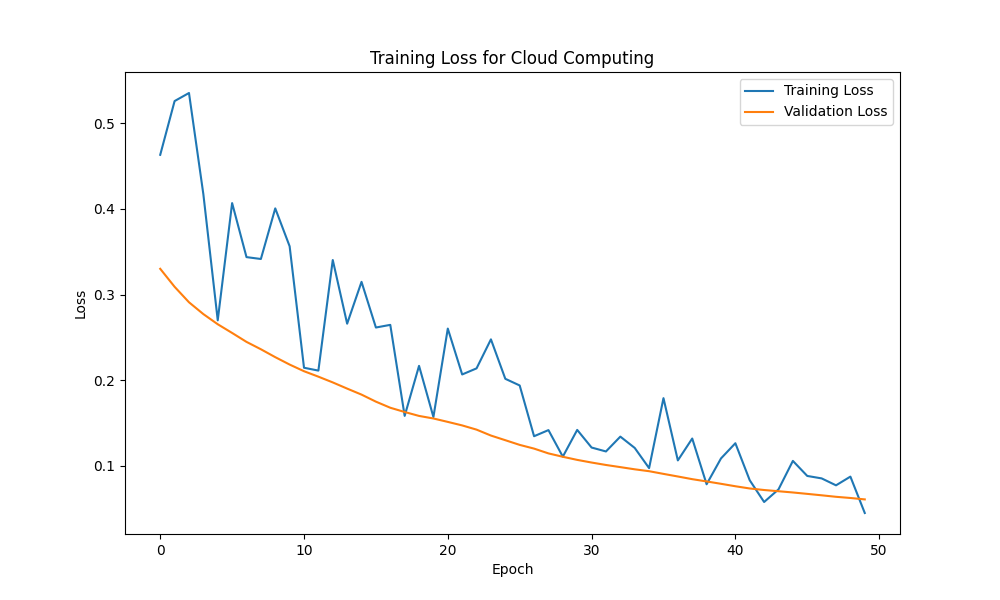 Training Loss for Cloud Computing
Training Loss
Validation Loss
0.5
0.4
0.3
0.2
0.1
Loss
0 10 20 30 40 50
Epoch